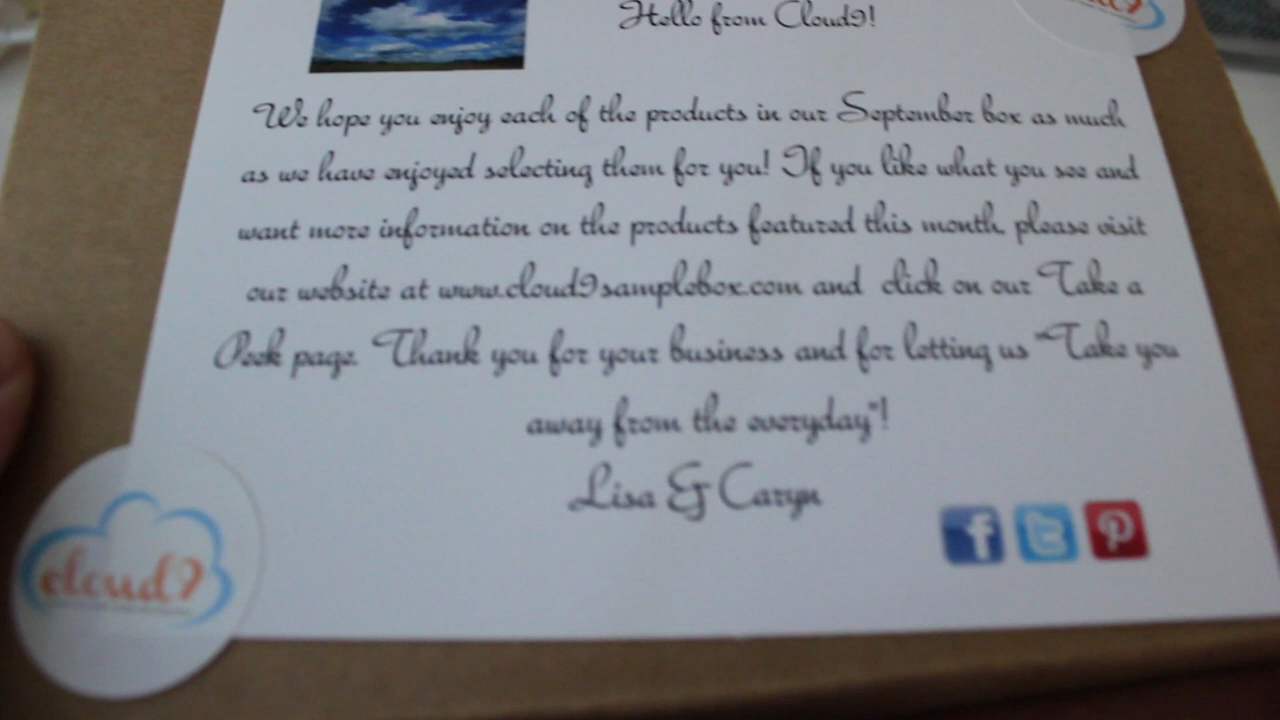 Hello from Cloud9!
We hope you enjoy each of the products in our September box as much
as we have enjoyed selecting them for you! If you like what you see and
want more information on the products featured this month, please visit
our website at www.cloud9samplebox.com and click on our "Take a
Peek page. Thank you for your business and for letting us "Take you
away from the everyday"!
Lisa & Caryn
cloud9